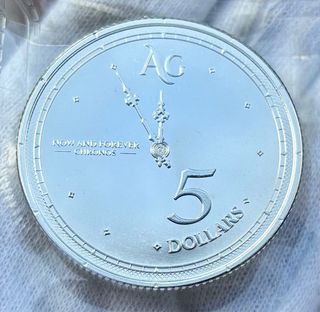 AG
NOW AND FOREVER
CHRONOS
5
DOLLARS